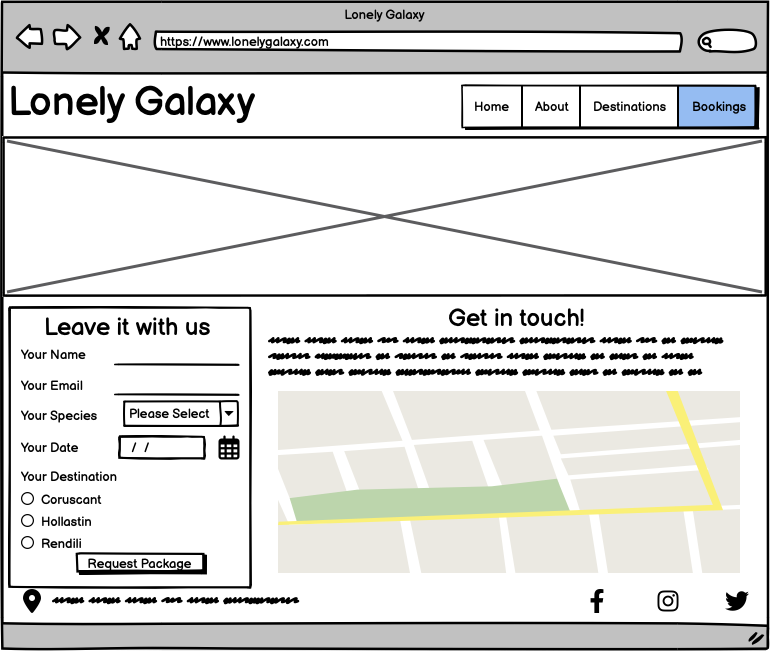 Lonely Galaxy
https://www.lonelygalaxy.com
Lonely Galaxy
Home About Destinations Bookings
Leave it with us
Your Name
Your Email
Your Species Please Select
Your Date / /
Your Destination
Coruscant
Hollastin
Rendili
Request Package
Get in touch!